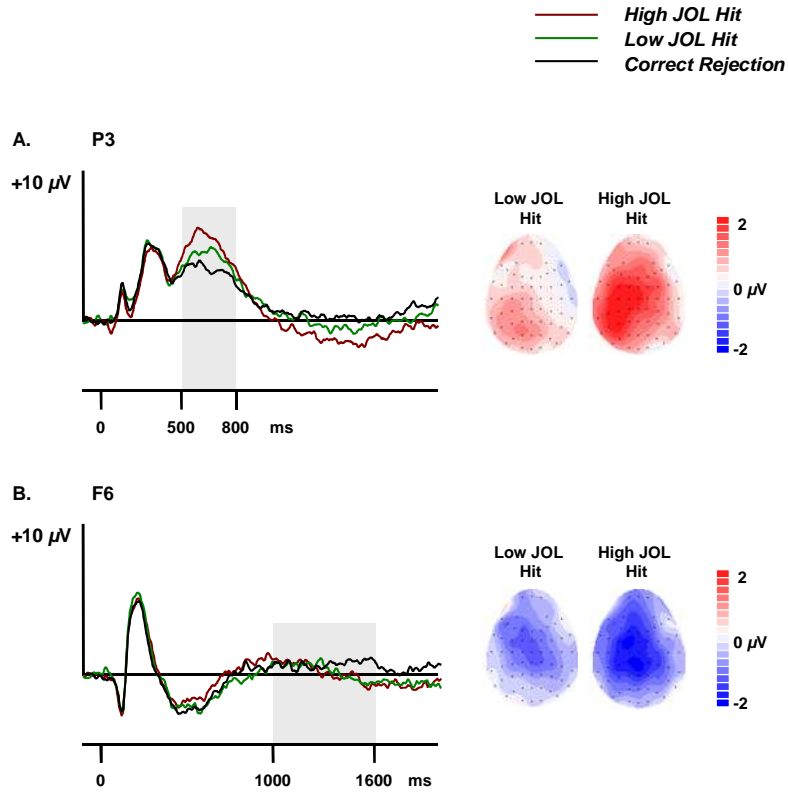 High JOL Hit
Low JOL Hit
Correct Rejection
A. P3
+10 µV
Low JOL Hit
High JOL Hit
2
0 µV
-2
0 500 800 ms
B. F6
+10 µV
Low JOL Hit
High JOL Hit
2
0 µV
-2
0 1000 1600 ms